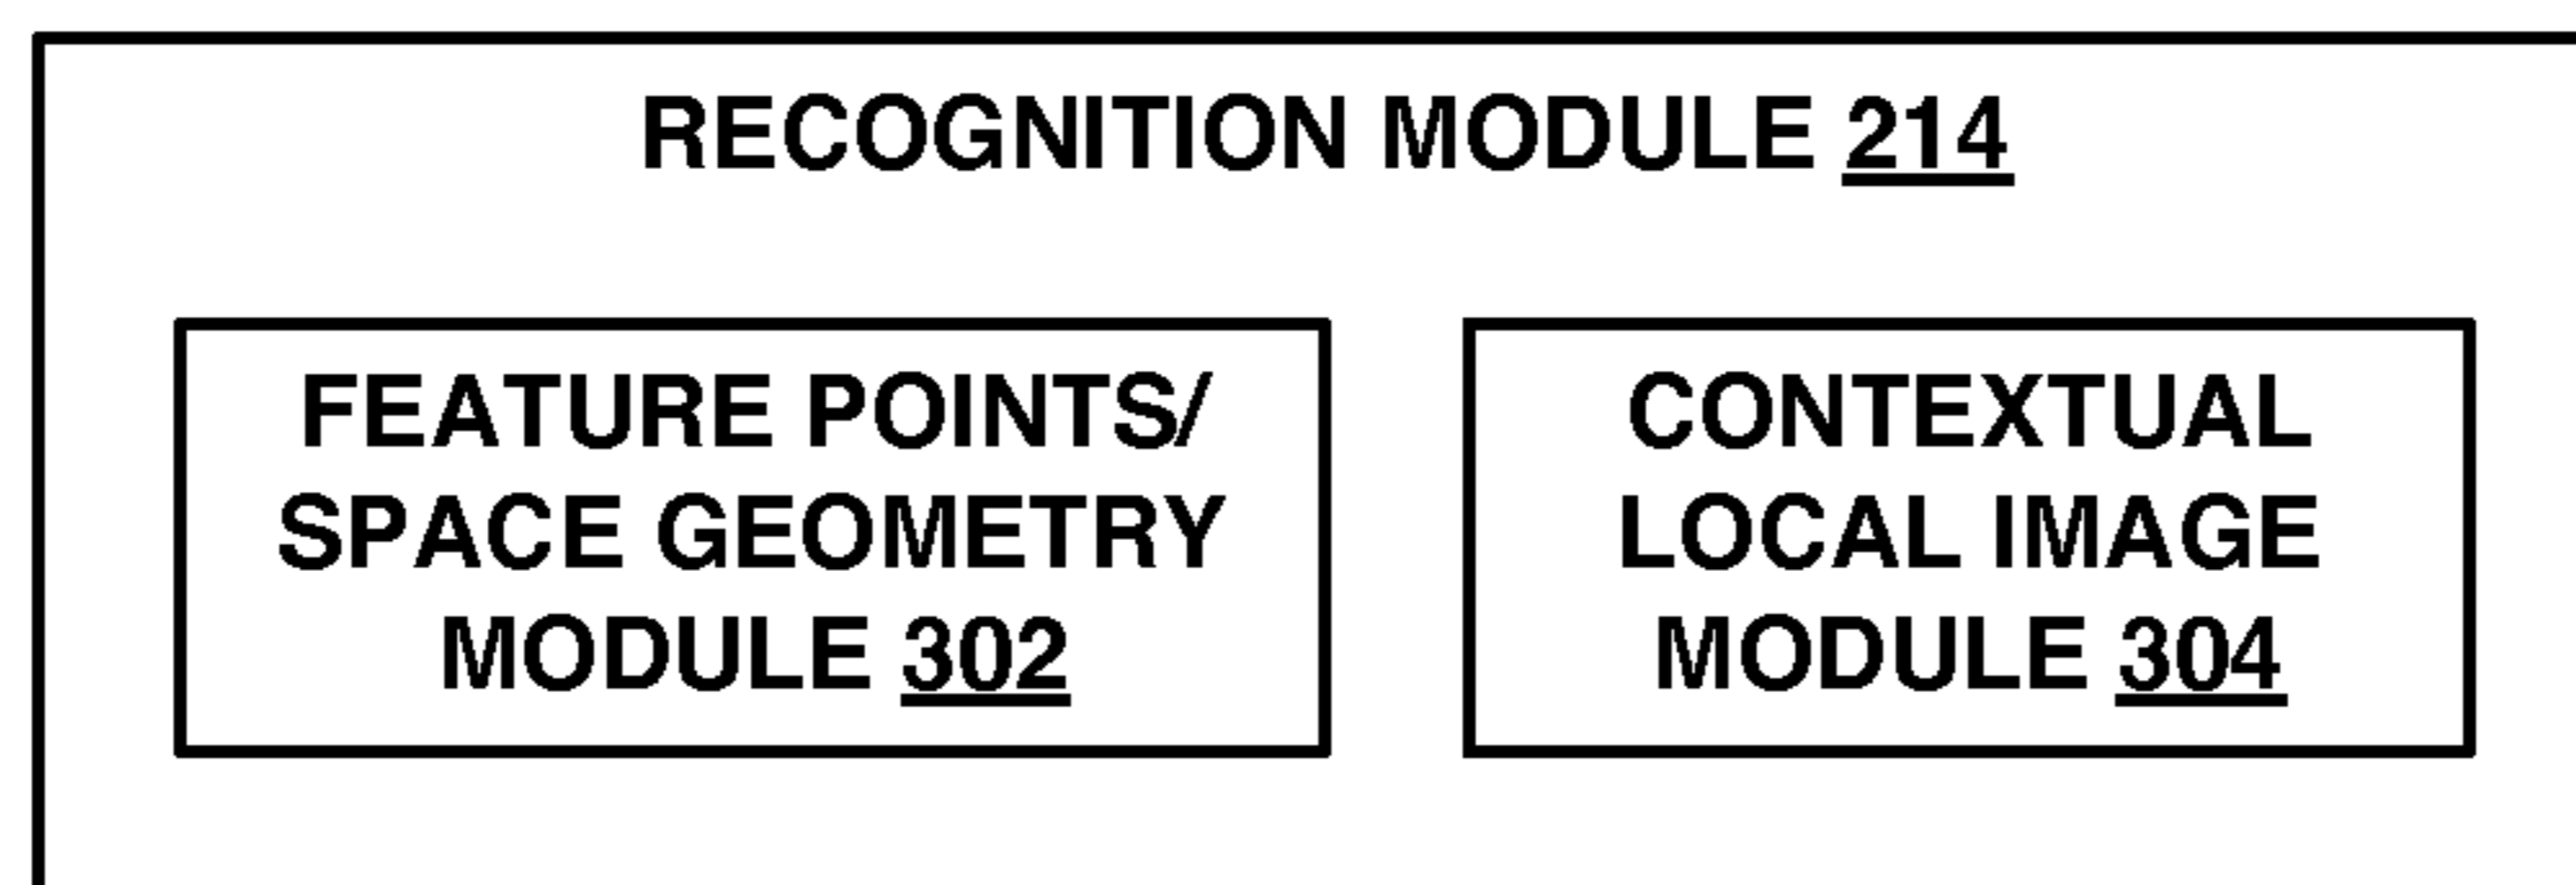 RECOGNITION MODULE 214
FEATURE POINTS/
SPACE GEOMETRY
MODULE 302
CONTEXTUAL
LOCAL IMAGE
MODULE 304